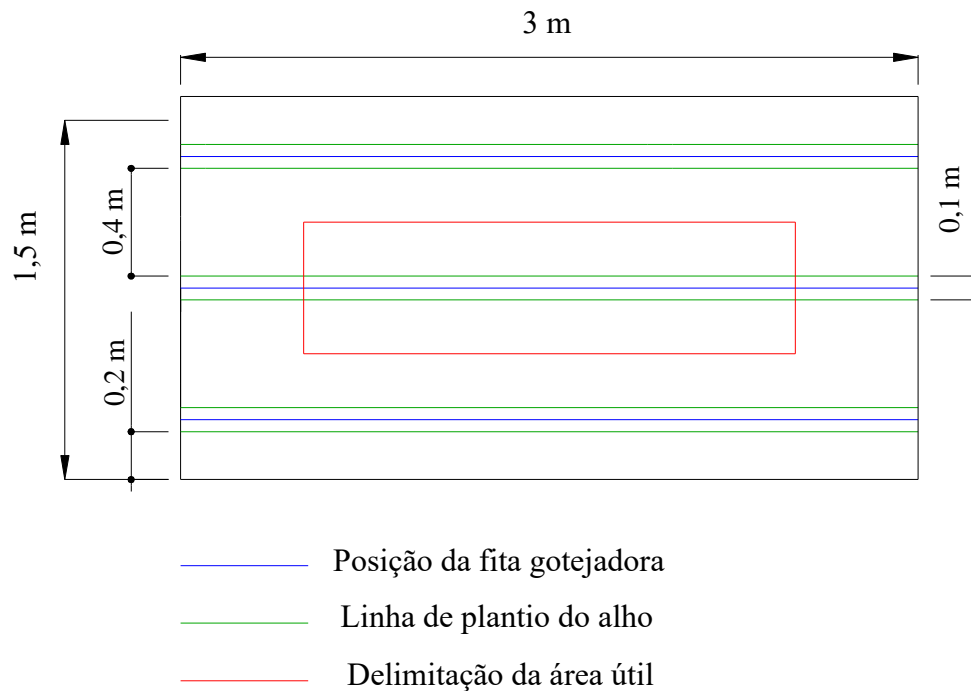 3 m
1,5 m
0,4 m
0,2 m
0,1 m
Posição da fita gotejadora
Linha de plantio do alho
Delimitação da área útil